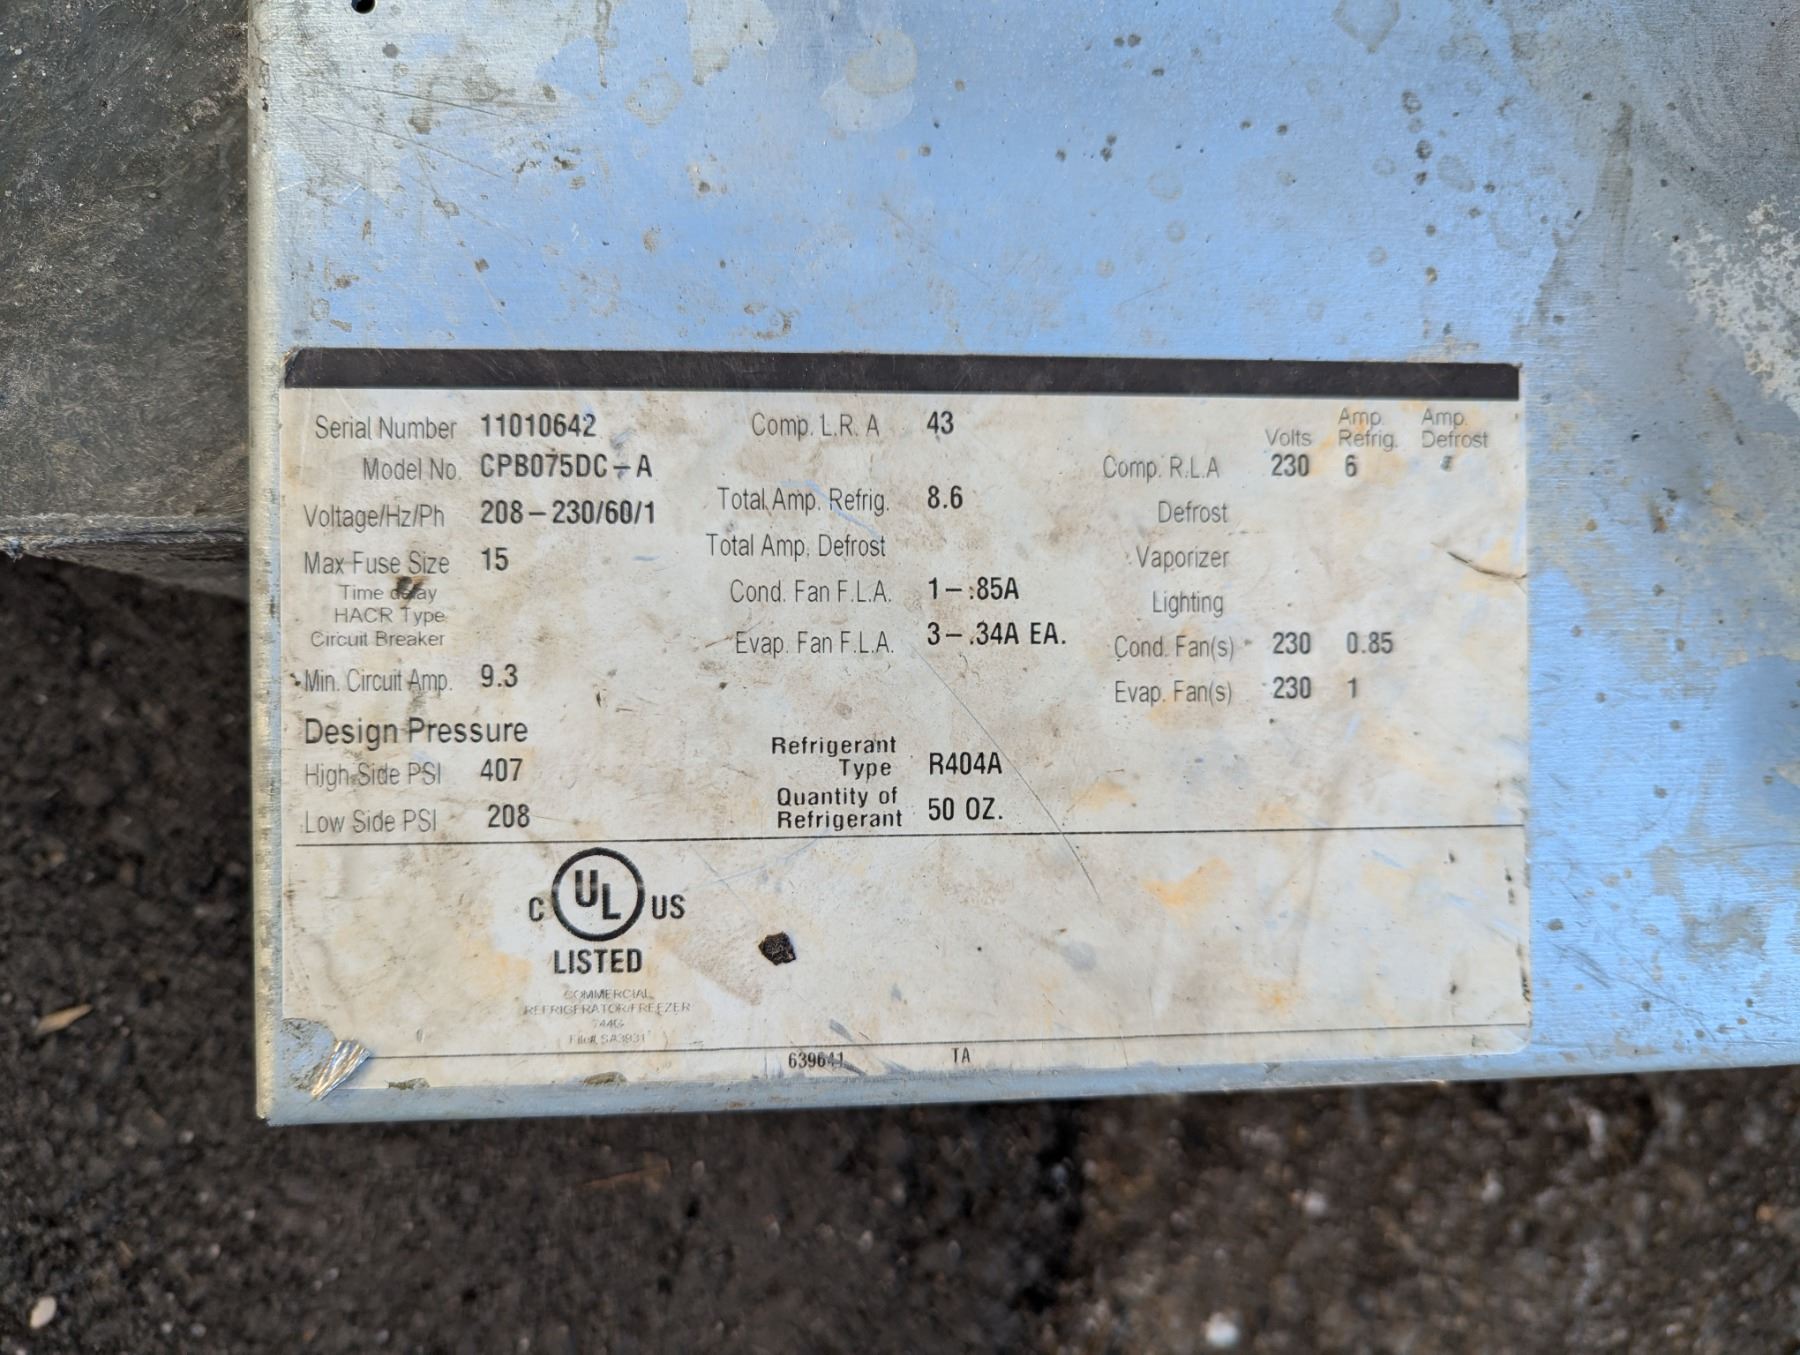 Serial Number 11010642
Model No. CPB075DC-A
Voltage/Hz/Ph 208-230/60/1
Max Fuse Size 15
Time delay
HACR Type
Circuit Breaker
Min. Circuit Amp. 9.3
Design Pressure
High Side PSI 407
Low Side PSI 208
Comp. L.R.A 43
Total Amp. Refrig. 8.6
Total Amp. Defrost
Cond. Fan F.L.A. 1-.85A
Evap. Fan F.L.A. 3-.34A EA.
Refrigerant
Type R404A
Quantity of
Refrigerant 50 OZ.
Volts Amp. Refrig. Amp. Defrost
Comp. R.L.A 230 6
Defrost
Vaporizer
Lighting
Cond. Fan(s) 230 0.85
Evap. Fan(s) 230 1
C UL US
LISTED
COMMERCIAL
REFRIGERATOR/FREEZER
File# SA3931
639641 TA